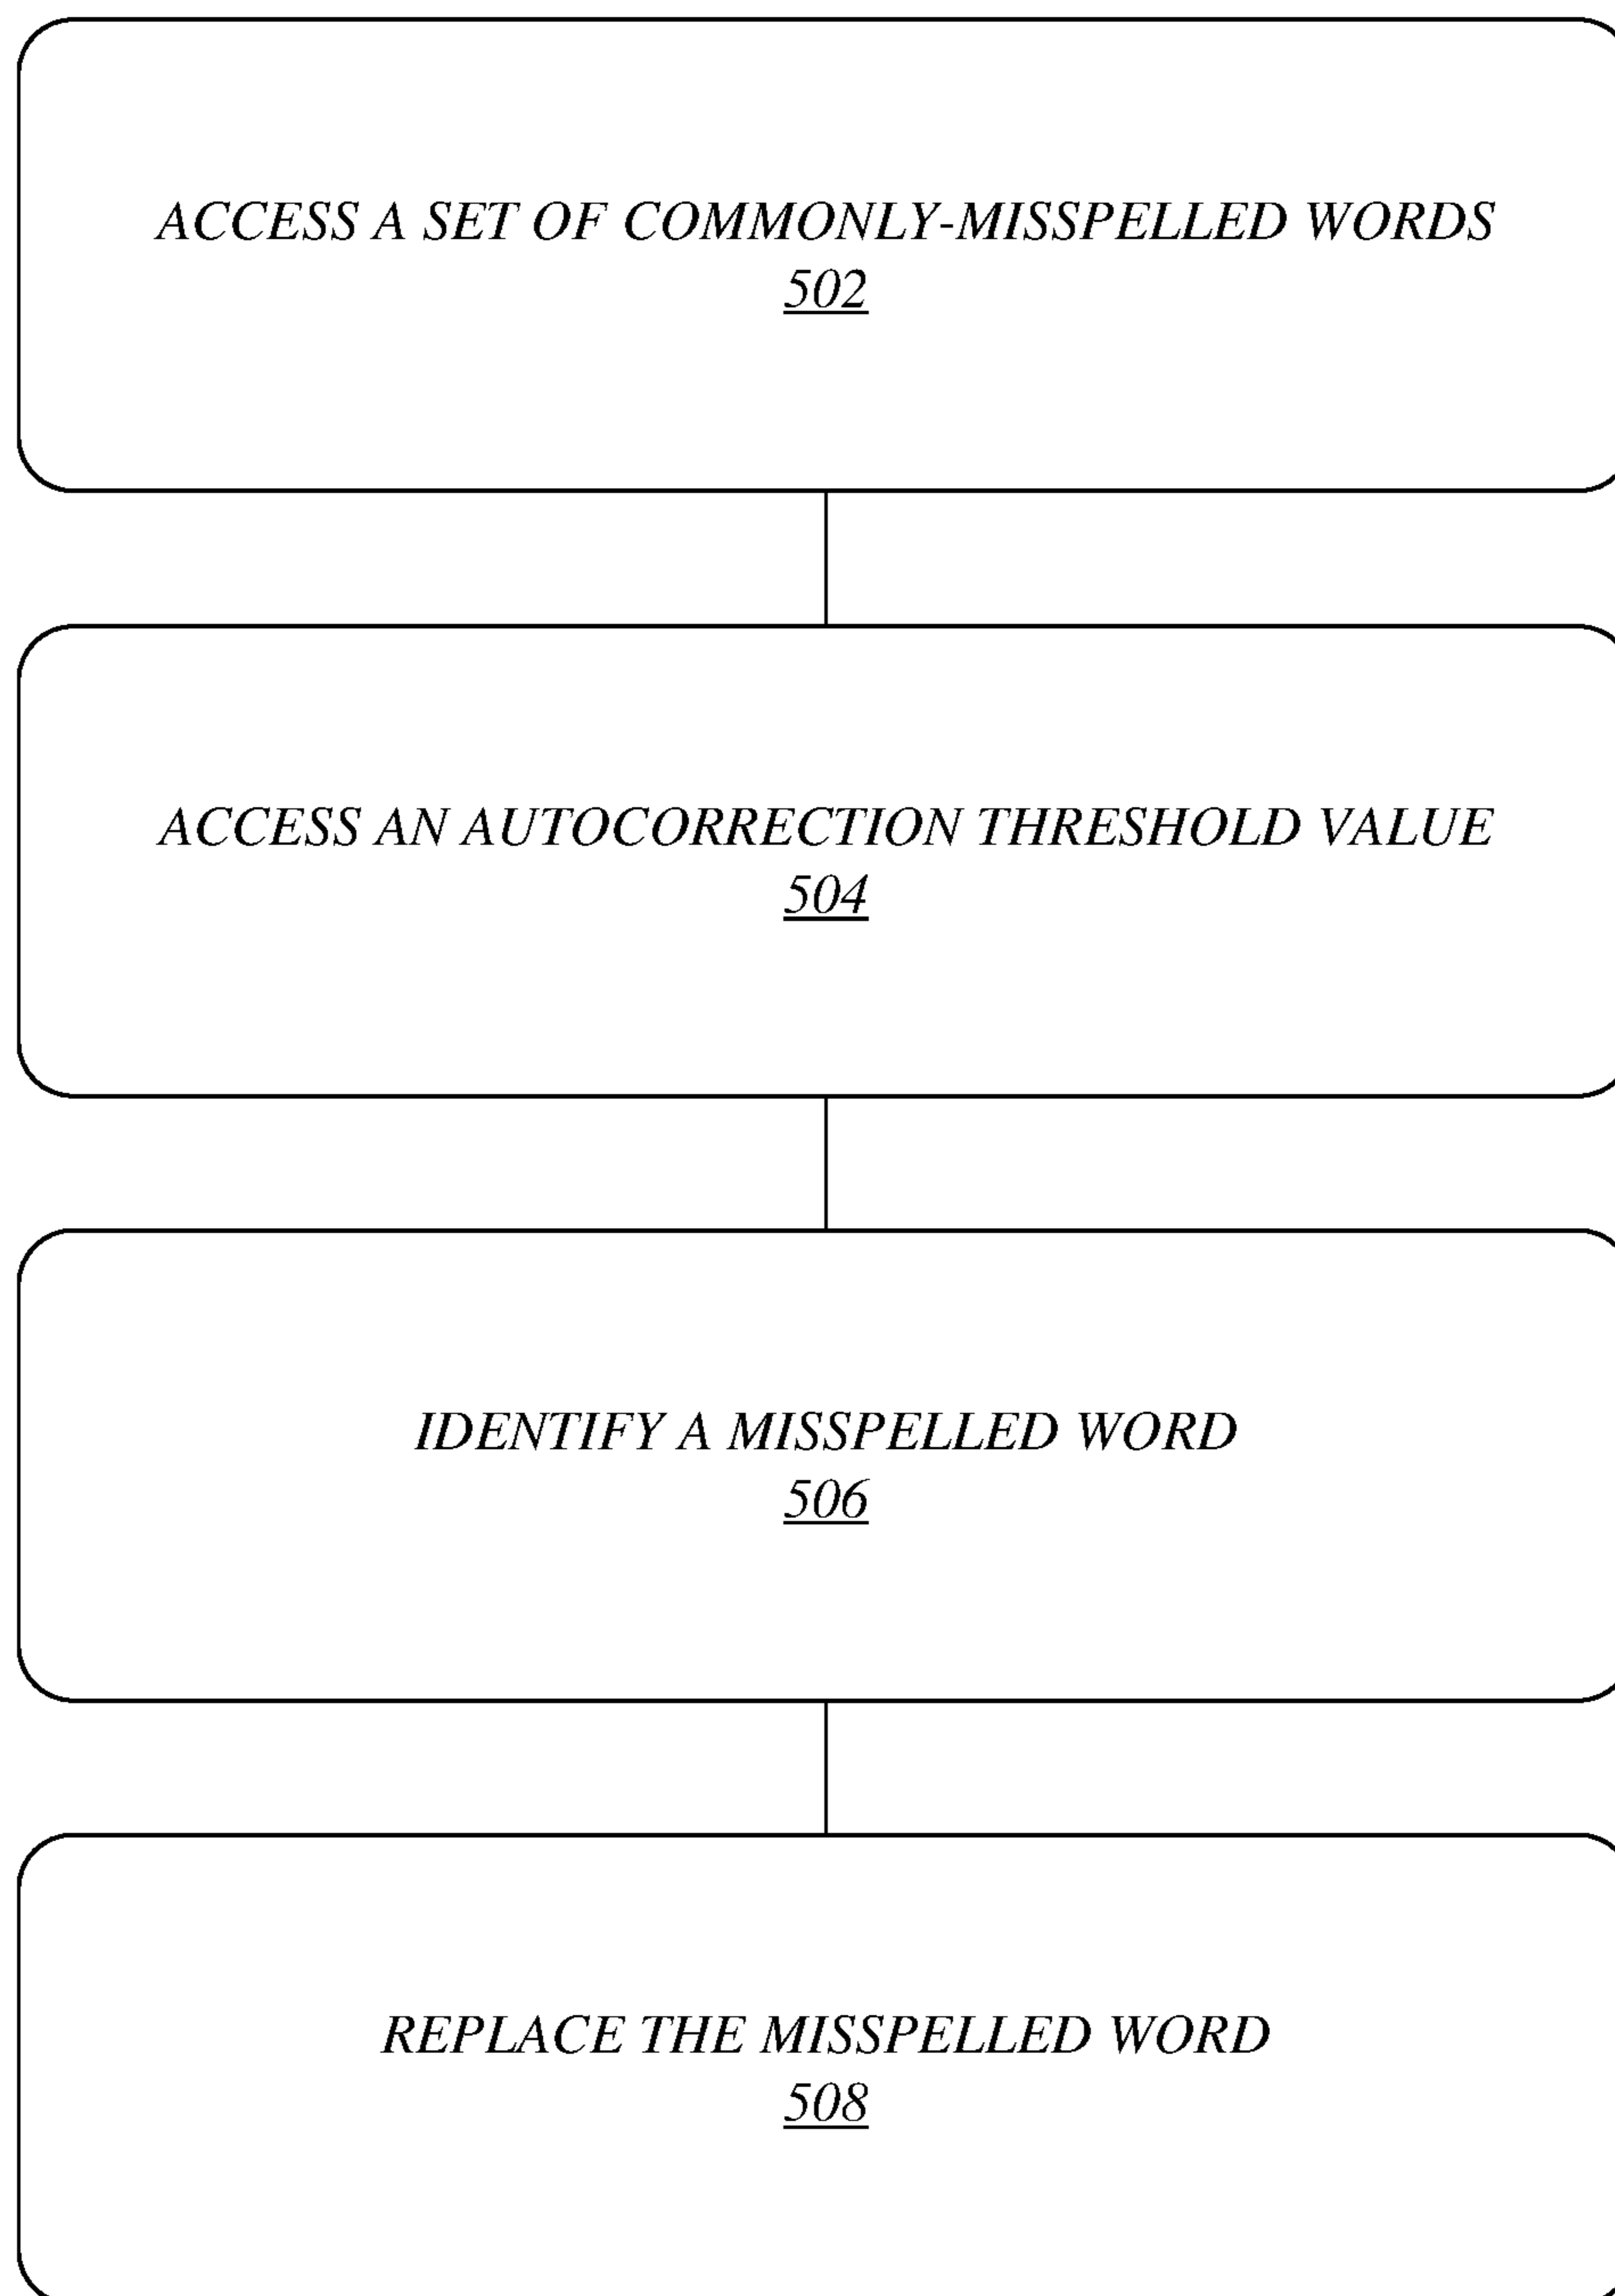 ACCESS A SET OF COMMONLY-MISSPELLED WORDS
502
ACCESS AN AUTOCORRECTION THRESHOLD VALUE
504
IDENTIFY A MISSPELLED WORD
506
REPLACE THE MISSPELLED WORD
508